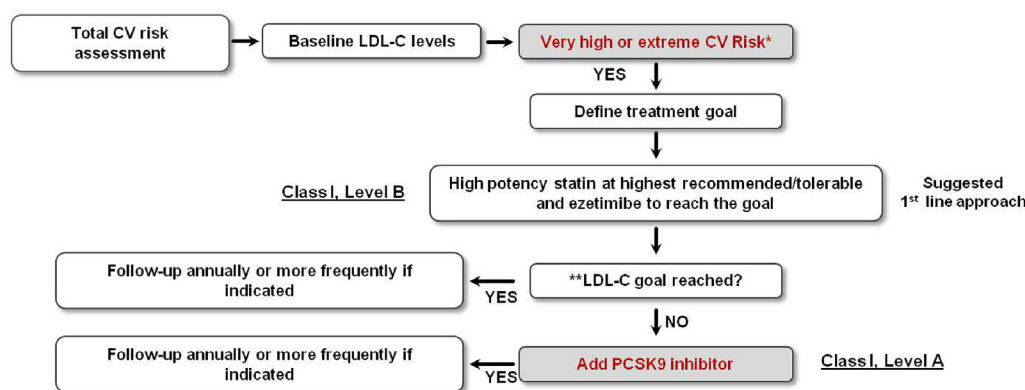 Total CV risk
assessment
Baseline LDL-C levels
Very high or extreme CV Risk*
YES
Define treatment goal
Class I, Level B
High potency statin at highest recommended/tolerable
and ezetimibe to reach the goal
Suggested
1st line approach
Follow-up annually or more frequently if
indicated
YES
**LDL-C goal reached?
NO
Follow-up annually or more frequently if
indicated
YES
Add PCSK9 inhibitor
Class I, Level A